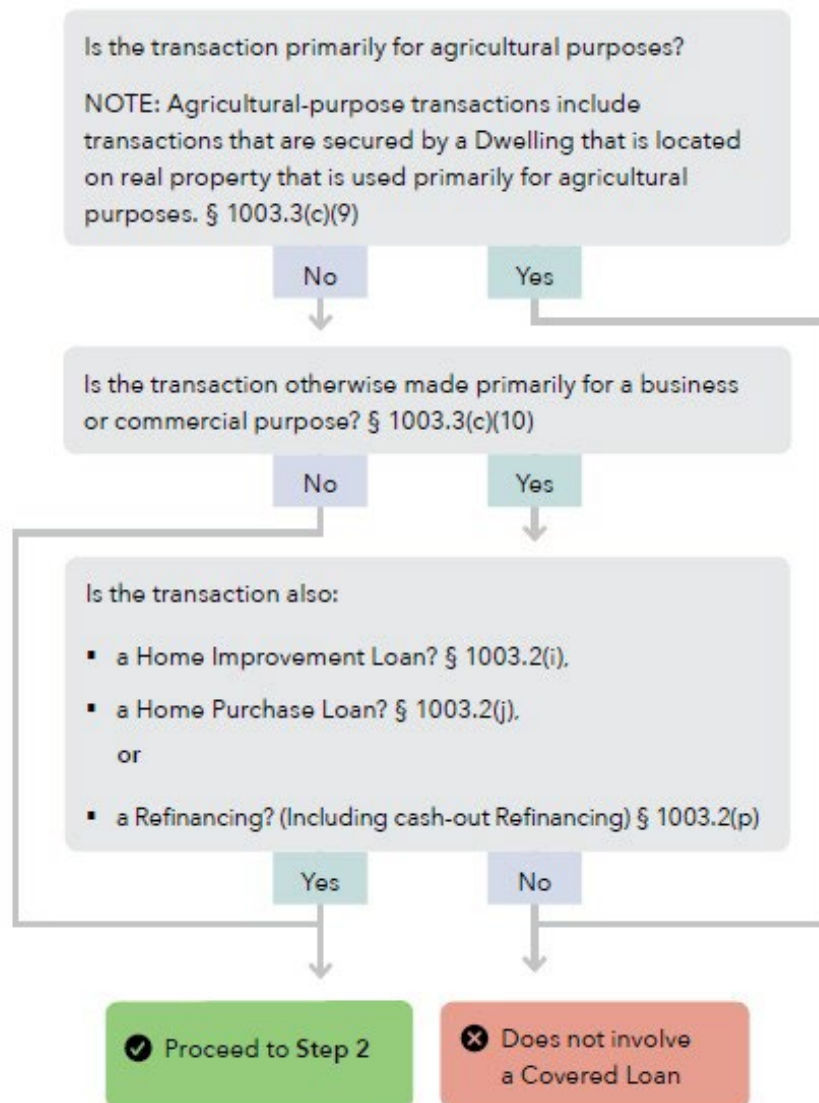 Is the transaction primarily for agricultural purposes?
NOTE: Agricultural-purpose transactions include
transactions that are secured by a Dwelling that is located
on real property that is used primarily for agricultural
purposes. § 1003.3(c)(9)
No
Yes
Is the transaction otherwise made primarily for a business
or commercial purpose? § 1003.3(c)(10)
No
Yes
Is the transaction also:
▪ a Home Improvement Loan? § 1003.2(i),
▪ a Home Purchase Loan? § 1003.2(j),
or
▪ a Refinancing? (Including cash-out Refinancing) § 1003.2(p)
Yes
No
Proceed to Step 2
Does not involve
a Covered Loan